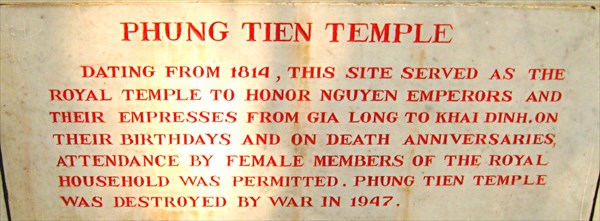 PHUNG TIEN TEMPLE
DATING FROM 1814, THIS SITE SERVED AS THE
ROYAL TEMPLE TO HONOR NGUYEN EMPERORS AND
THEIR EMPRESSES FROM GIA LONG TO KHAI DINH. ON
THEIR BIRTHDAYS AND ON DEATH ANNIVERSARIES,
ATTENDANCE BY FEMALE MEMBERS OF THE ROYAL
HOUSEHOLD WAS PERMITTED. PHUNG TIEN TEMPLE
WAS DESTROYED BY WAR IN 1947.